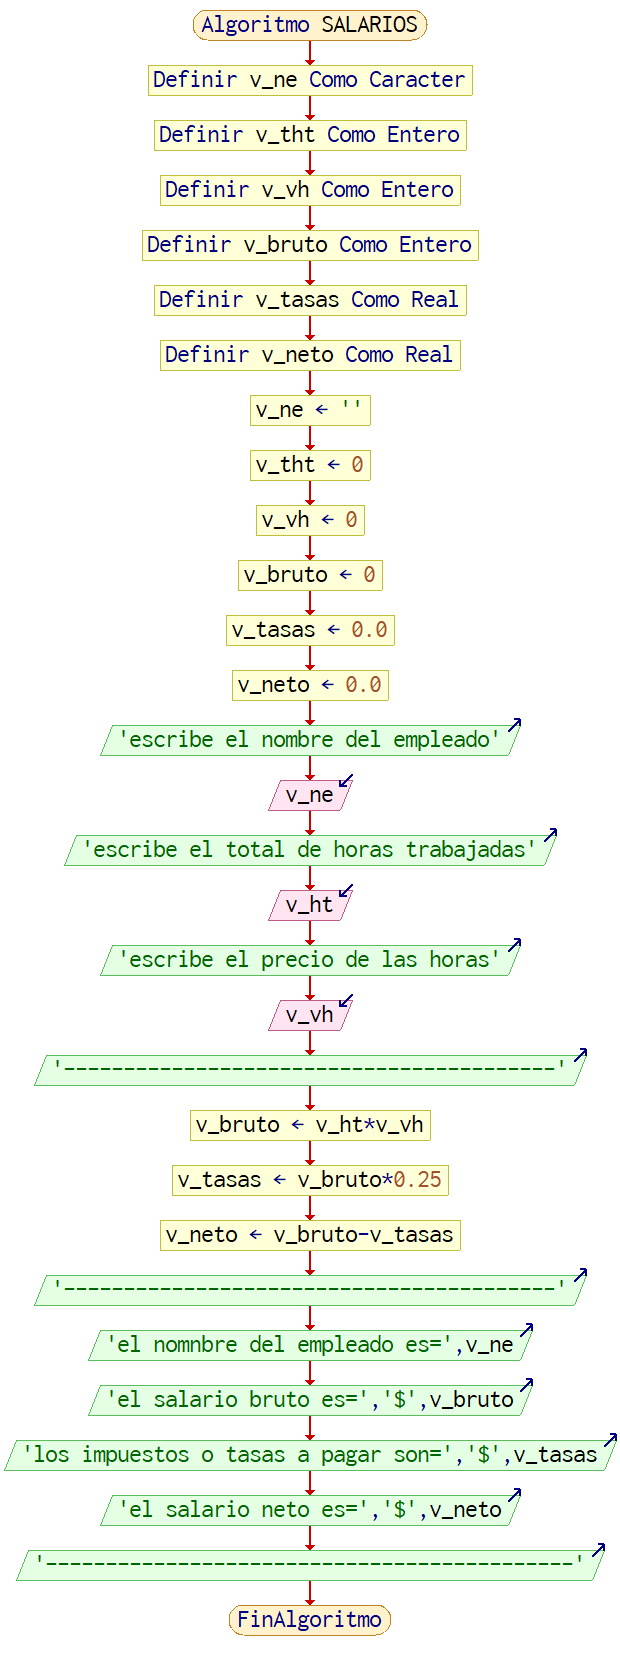 Algoritmo SALARIOS
Definir v_ne Como Caracter
Definir v_tht Como Entero
Definir v_vh Como Entero
Definir v_bruto Como Entero
Definir v_tasas Como Real
Definir v_neto Como Real
v_ne ← ''
v_tht ← 0
v_vh ← 0
v_bruto ← 0
v_tasas ← 0.0
v_neto ← 0.0
'escribe el nombre del empleado'
v_ne
'escribe el total de horas trabajadas'
v_ht
'escribe el precio de las horas'
v_vh
'-----------------------------------------'
v_bruto ← v_ht*v_vh
v_tasas ← v_bruto*0.25
v_neto ← v_bruto-v_tasas
'-----------------------------------------'
'el nomnbre del empleado es=',v_ne
'el salario bruto es=','$',v_bruto
'los impuestos o tasas a pagar son=','$',v_tasas
'el salario neto es=','$',v_neto
'--------------------------------------------'
FinAlgoritmo